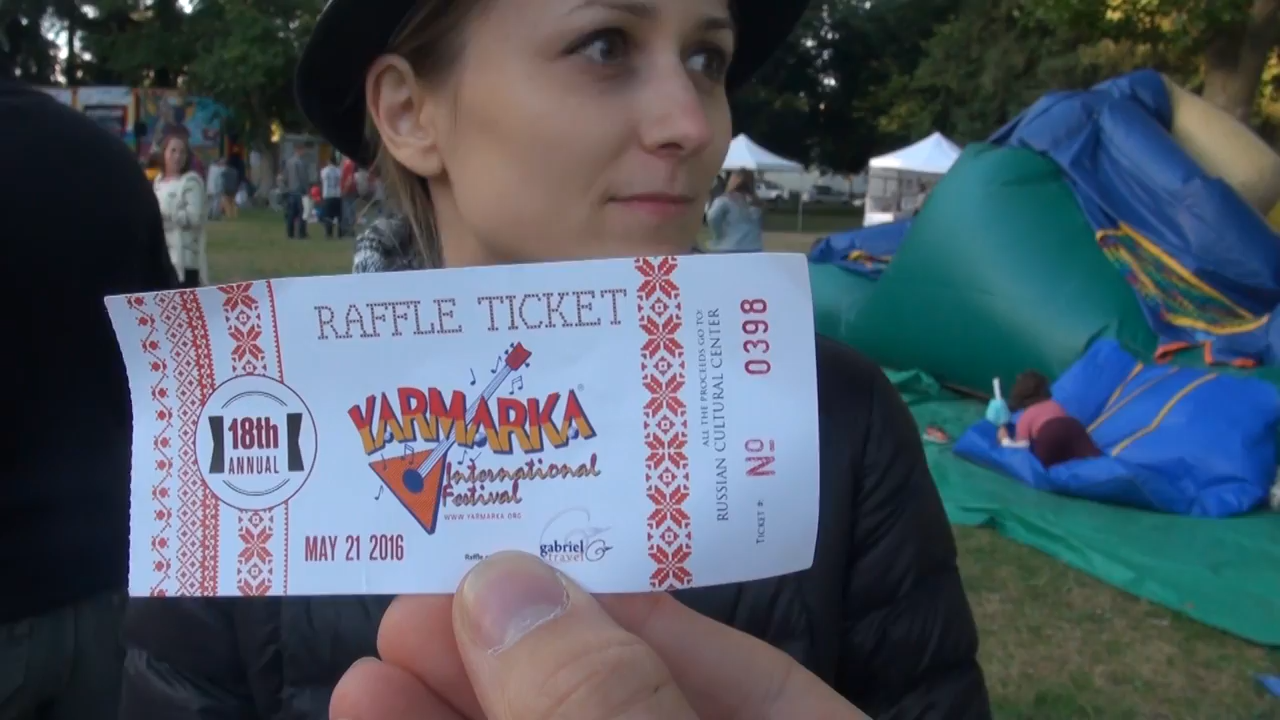 RAFFLE TICKET
18th
ANNUAL
YARMARKA®
International
Festival
WWW.YARMARKA.ORG
MAY 21 2016
Raffle
gabriel
travel
ALL THE PROCEEDS GO TO:
RUSSIAN CULTURAL CENTER
TICKET #: № 0398